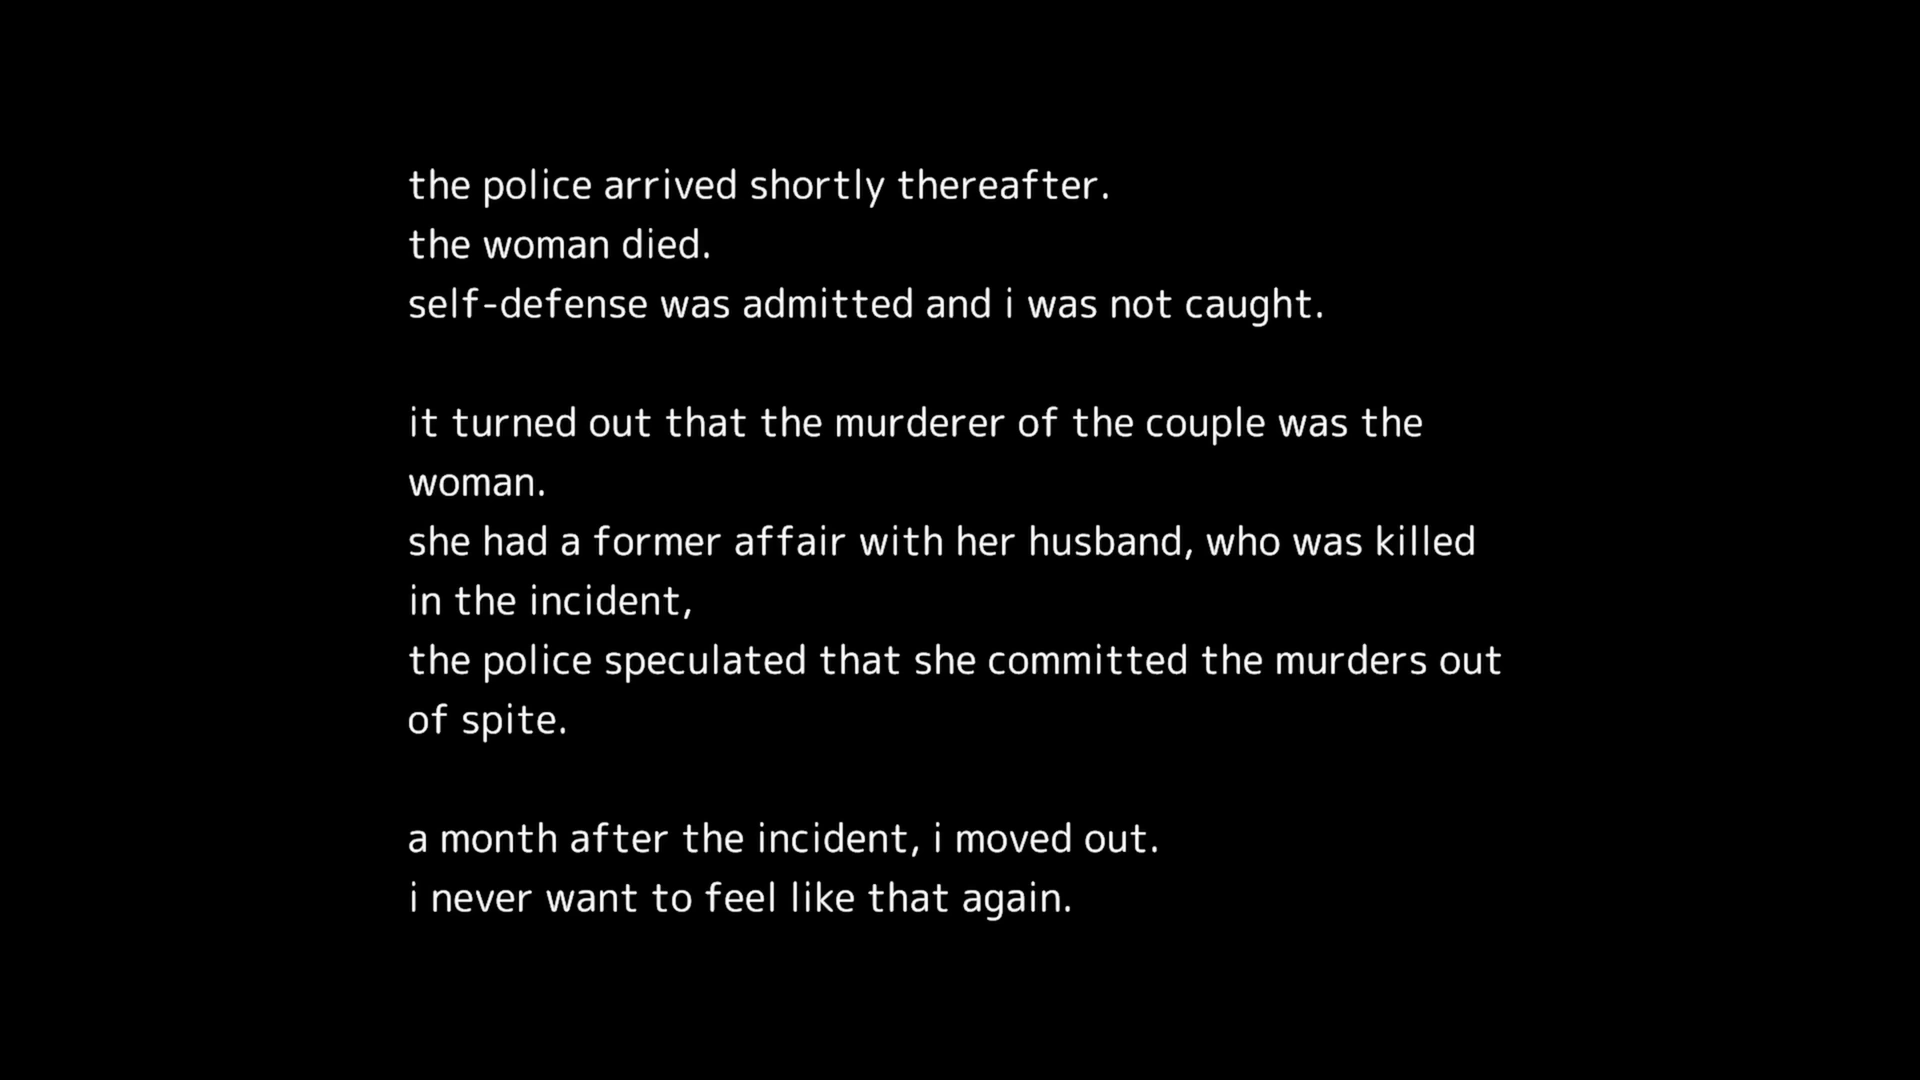 the police arrived shortly thereafter.
the woman died.
self-defense was admitted and i was not caught.
it turned out that the murderer of the couple was the
woman.
she had a former affair with her husband, who was killed
in the incident,
the police speculated that she committed the murders out
of spite.
a month after the incident, i moved out.
i never want to feel like that again.